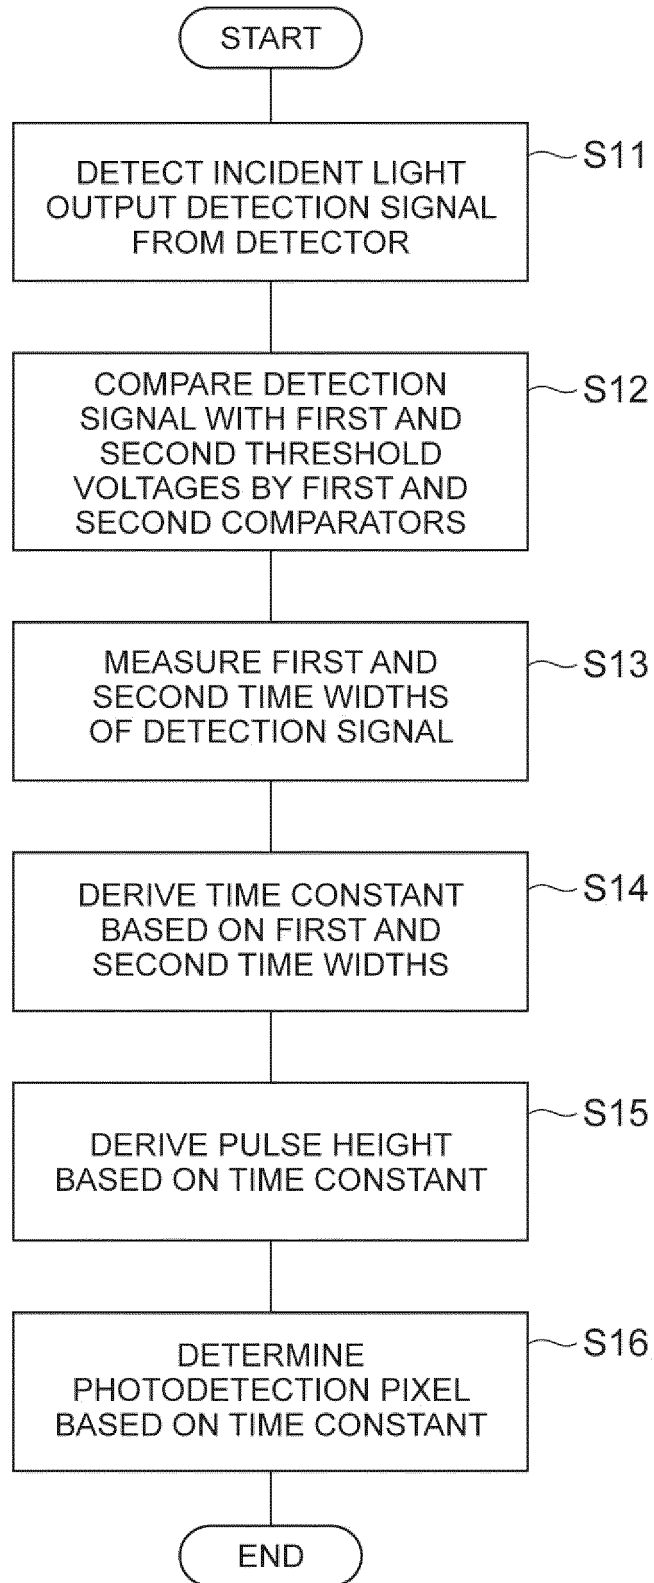 START
S11
DETECT INCIDENT LIGHT
OUTPUT DETECTION SIGNAL
FROM DETECTOR
S12
COMPARE DETECTION
SIGNAL WITH FIRST AND
SECOND THRESHOLD
VOLTAGES BY FIRST AND
SECOND COMPARATORS
S13
MEASURE FIRST AND
SECOND TIME WIDTHS
OF DETECTION SIGNAL
S14
DERIVE TIME CONSTANT
BASED ON FIRST AND
SECOND TIME WIDTHS
S15
DERIVE PULSE HEIGHT
BASED ON TIME CONSTANT
S16
DETERMINE
PHOTODETECTION PIXEL
BASED ON TIME CONSTANT
END